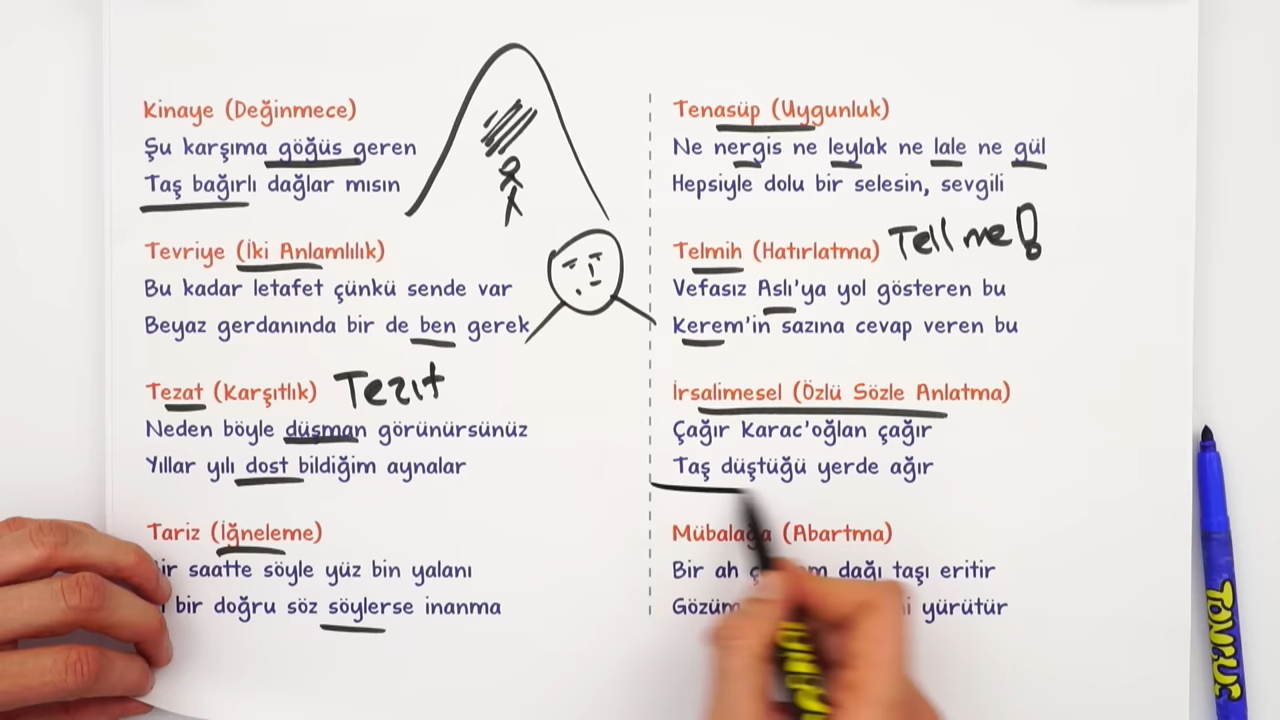 Kinaye (Değinmece)
Şu karşıma göğüs geren
Taş bağırlı dağlar mısın
Tevriye (İki Anlamlılık)
Bu kadar letafet çünkü sende var
Beyaz gerdanında bir de ben gerek
Tezat (Karşıtlık) Tezıt
Neden böyle düşman görünürsünüz
Yıllar yılı dost bildiğim aynalar
Tariz (İğneleme)
saatte söyle yüz bin yalanı
bir doğru söz söylerse inanma
Tenasüp (Uygunluk)
Ne nergis ne leylak ne lale ne gül
Hepsiyle dolu bir selesin, sevgili
Telmih (Hatırlatma) Tell me!
Vefasız Aslı'ya yol gösteren bu
Kerem'in sazına cevap veren bu
İrsalimesel (Özlü Sözle Anlatma)
Çağır Karac'oğlan çağır
Taş düştüğü yerde ağır
Mübalağa (Abartma)
Bir ah dağı taşı eritir
yürütür